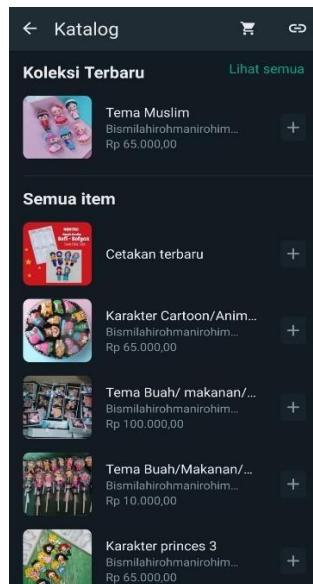 Katalog
Koleksi Terbaru
Lihat semua
Tema Muslim
Bismilahirohmanirohim...
Rp 65.000,00
Semua item
Cetakan terbaru
Karakter Cartoon/Anim...
Bismilahirohmanirohim...
Rp 65.000,00
Tema Buah/ makanan/...
Bismilahirohmanirohim...
Rp 100.000,00
Tema Buah/Makanan/...
Bismilahirohmanirohim...
Rp 10.000,00
Karakter princes 3
Bismilahirohmanirohim...
Rp 65.000,00